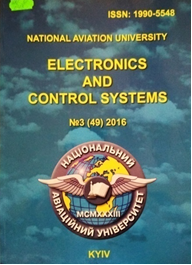 ISSN: 1990-5548
NATIONAL AVIATION UNIVERSITY
ELECTRONICS
AND
CONTROL SYSTEMS
№3 (49) 2016
НАЦІОНАЛЬНИЙ
MCMXXXIII
АВІАЦІЙНИЙ УНІВЕРСИТЕТ
KYIV